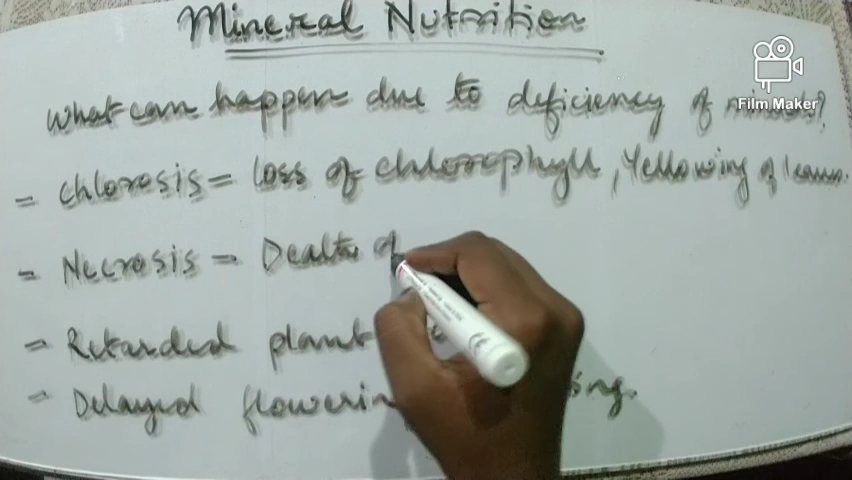 Mineral Nutrition
Film Maker
What can happen due to deficiency of minerals?
= Chlorosis = Loss of chlorophyll, Yellowing of leaves.
= Necrosis = Death of
= Retarded plant
= Delayed flowering